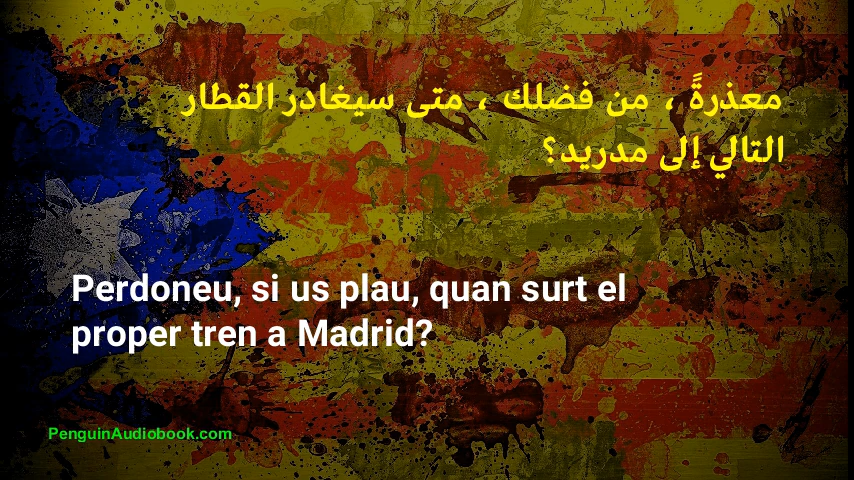 معذرةً ، من فضلك ، متى سيغادر القطار
التالي إلى مدريد؟
Perdoneu, si us plau, quan surt el
proper tren a Madrid?
PenguinAudiobook.com